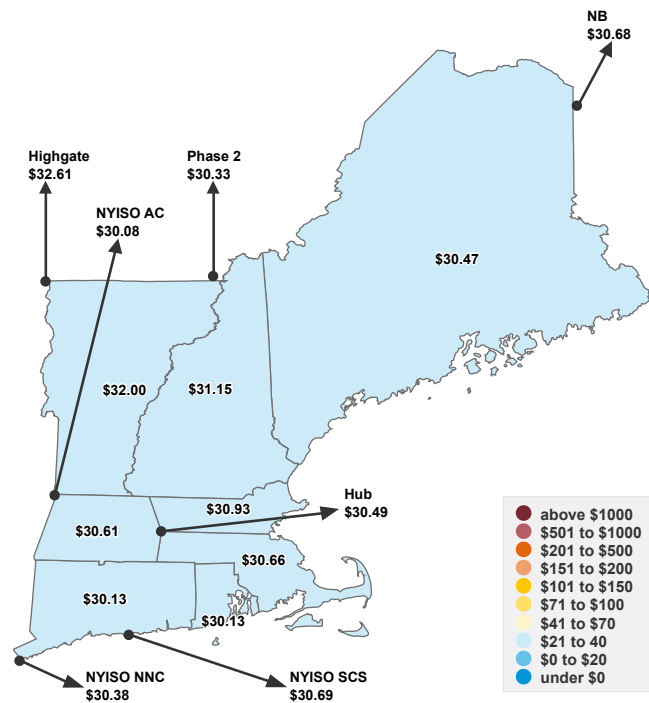 NB
$30.68
Highgate
$32.61
Phase 2
$30.33
NYISO AC
$30.08
$30.47
$32.00
$31.15
Hub
$30.49
$30.93
$30.61
$30.66
$30.13
$30.13
NYISO NNC
$30.38
NYISO SCS
$30.69
above $1000
$501 to $1000
$201 to $500
$151 to $200
$101 to $150
$71 to $100
$41 to $70
$21 to 40
$0 to $20
under $0